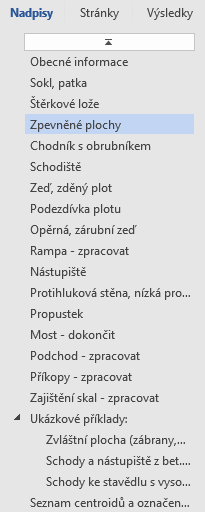 Nadpisy Stránky Výsledky
Obecné informace
Sokl, patka
Štěrkové lože
Zpevněné plochy
Chodník s obrubníkem
Schodiště
Zeď, zděný plot
Podezdívka plotu
Opěrná, zárubní zeď
Rampa - zpracovat
Nástupiště
Protihluková stěna, nízká pro...
Propustek
Most - dokončit
Podchod - zpracovat
Příkopy - zpracovat
Zajištění skal - zpracovat
Ukázkové příklady:
Zvláštní plocha (zábrany,...
Schody a nástupiště z bet....
Schody ke stavědlu s vyso...
Seznam centroidů a označen...